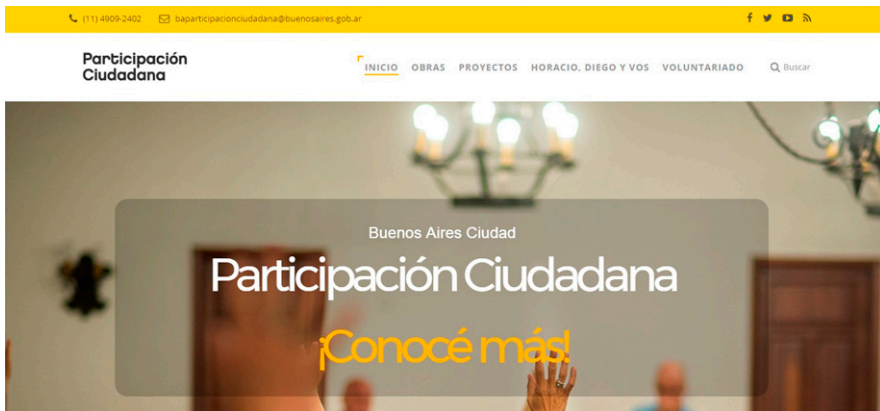 (11) 4909-2402 baparticipacionciudadana@buenosaires.gob.ar
Participación
Ciudadana
INICIO OBRAS PROYECTOS HORACIO, DIEGO Y VOS VOLUNTARIADO Buscar
Buenos Aires Ciudad
Participación Ciudadana
¡Conocé más!